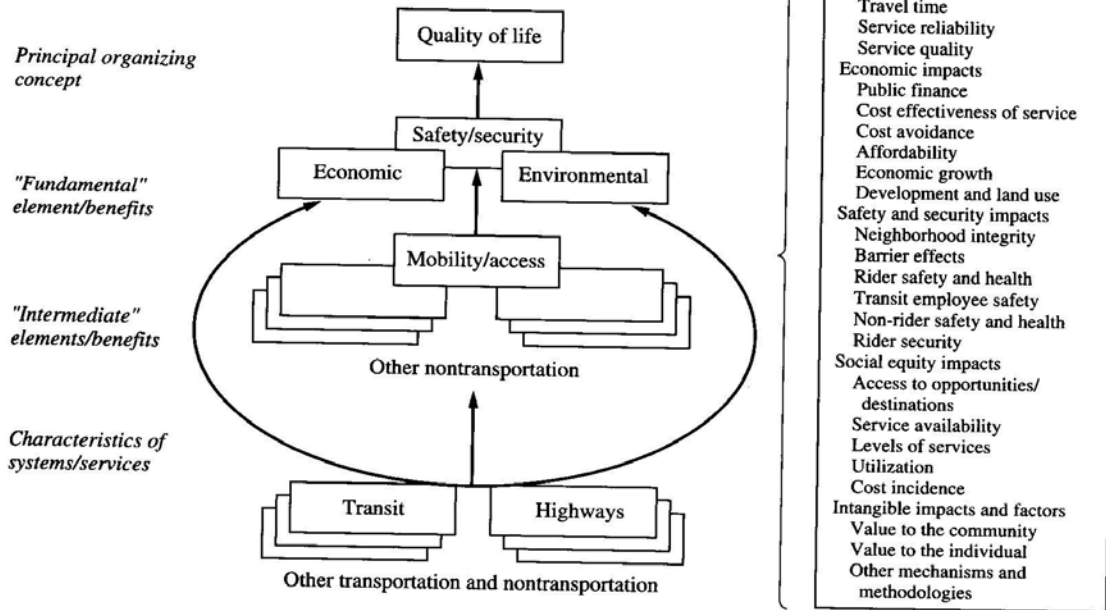 Principal organizing
concept
"Fundamental"
element/benefits
"Intermediate"
elements/benefits
Characteristics of
systems/services
Quality of life
Safety/security
Economic
Environmental
Mobility/access
Other nontransportation
Transit
Highways
Other transportation and nontransportation
Travel time
Service reliability
Service quality
Economic impacts
Public finance
Cost effectiveness of service
Cost avoidance
Affordability
Economic growth
Development and land use
Safety and security impacts
Neighborhood integrity
Barrier effects
Rider safety and health
Transit employee safety
Non-rider safety and health
Rider security
Social equity impacts
Access to opportunities/
destinations
Service availability
Levels of services
Utilization
Cost incidence
Intangible impacts and factors
Value to the community
Value to the individual
Other mechanisms and
methodologies